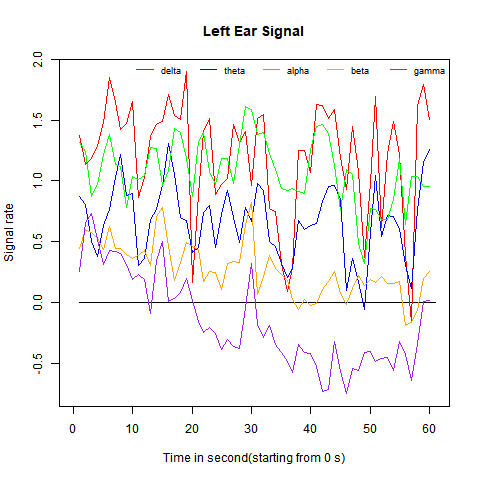 Left Ear Signal
delta theta alpha beta gamma
2.0
1.5
1.0
0.5
0.0
-0.5
Signal rate
0 10 20 30 40 50 60
Time in second(starting from 0 s)